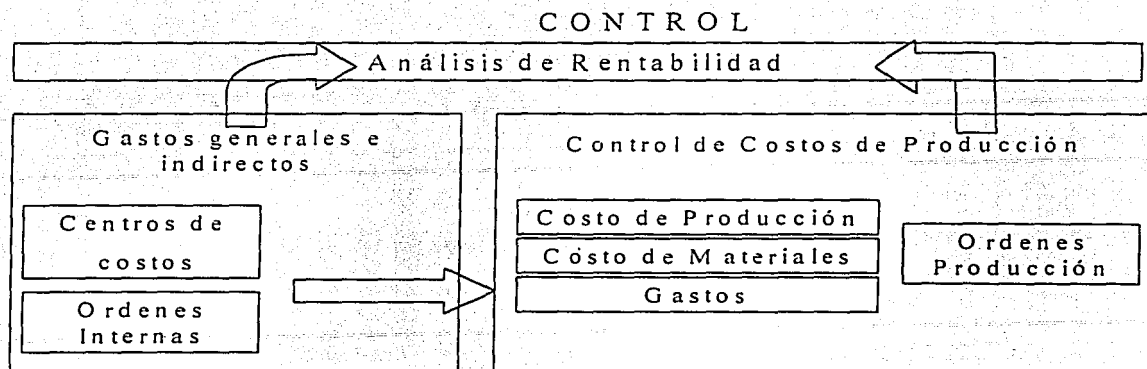 CONTROL
Análisis de Rentabilidad
Gastos generales e
indirectos
Centros de
costos
Ordenes
Internas
Control de Costos de Producción
Costo de Producción
Costo de Materiales
Gastos
Ordenes
Producción